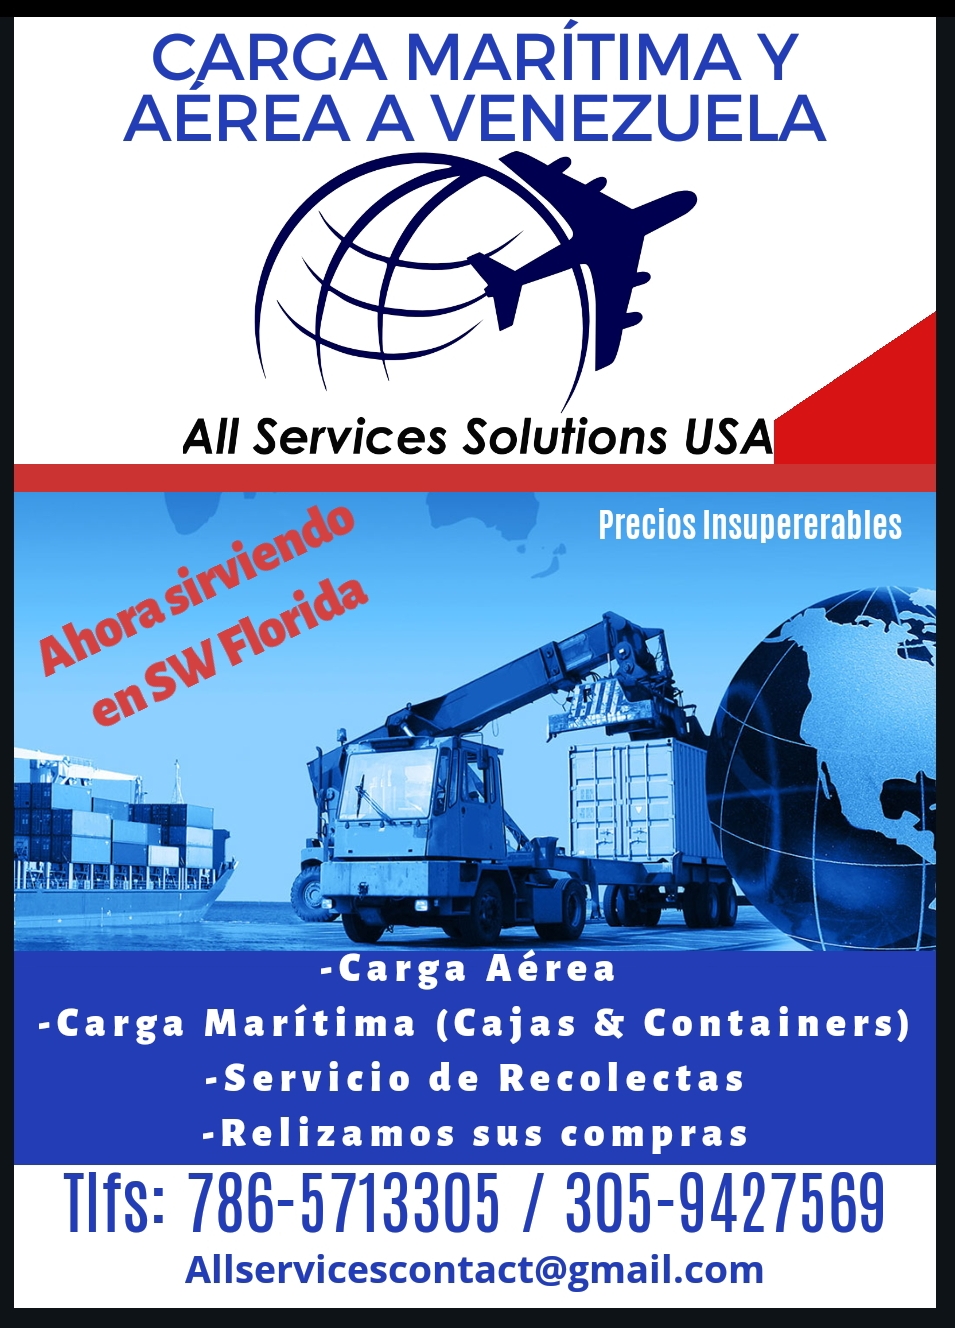 CARGA MARÍTIMA Y
AÉREA A VENEZUELA
All Services Solutions USA
Precios Insupererables
Ahora sirviendo
en SW Florida
-Carga Aérea
-Carga Marítima (Cajas & Containers)
-Servicio de Recolectas
-Relizamos sus compras
Tlfs: 786-5713305 / 305-9427569
Allservicescontact@gmail.com